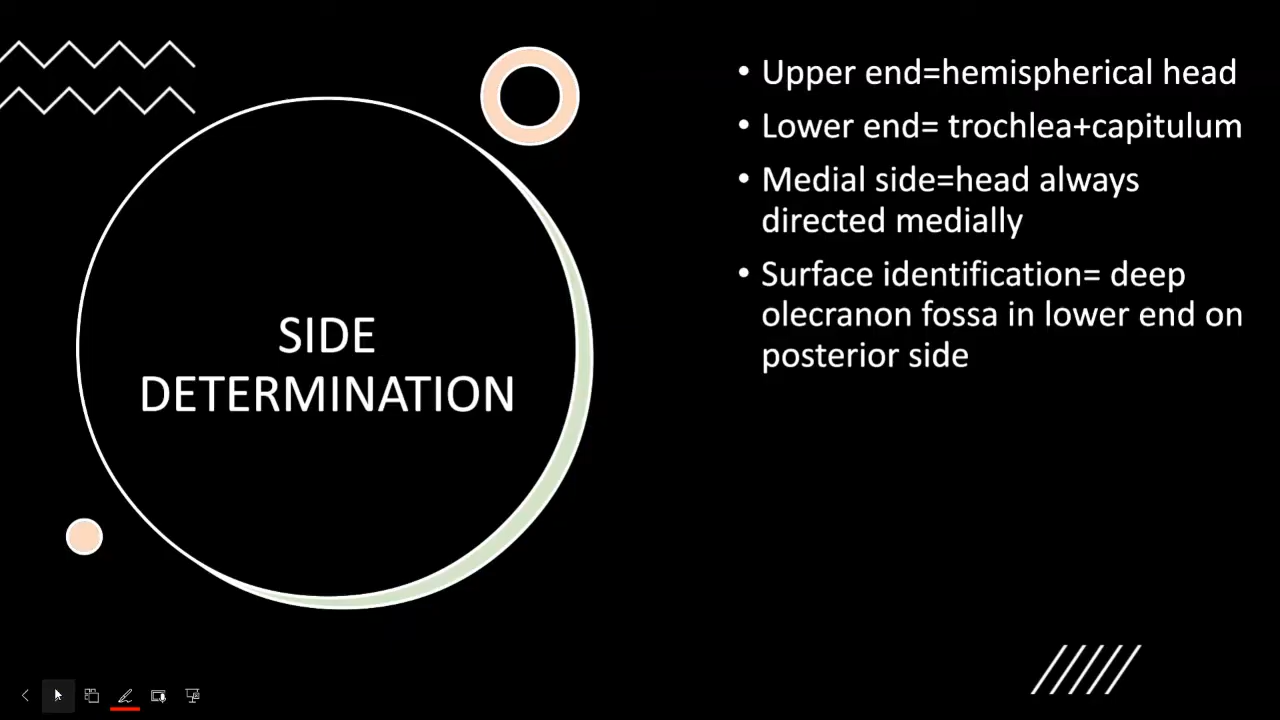 SIDE
DETERMINATION
• Upper end=hemispherical head
• Lower end= trochlea+capitulum
• Medial side=head always
directed medially
• Surface identification= deep
olecranon fossa in lower end on
posterior side